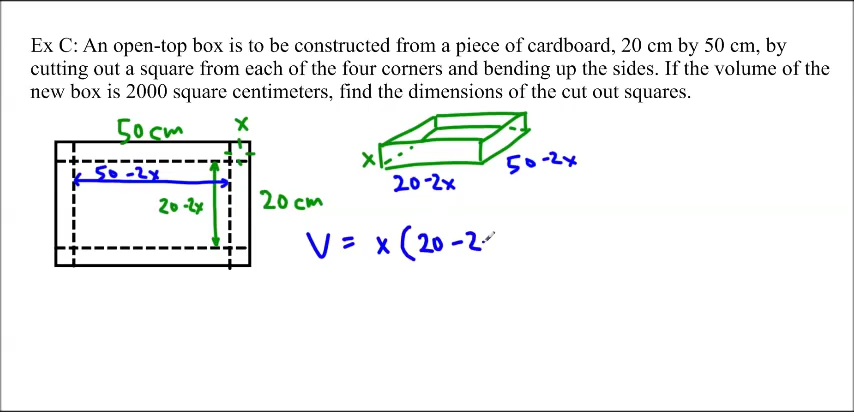 Ex C: An open-top box is to be constructed from a piece of cardboard, 20 cm by 50 cm, by
cutting out a square from each of the four corners and bending up the sides. If the volume of the
new box is 2000 square centimeters, find the dimensions of the cut out squares.
50 cm
x
50-2x
20-2x
20 cm
x
20-2x
50-2x
V = x (20-2